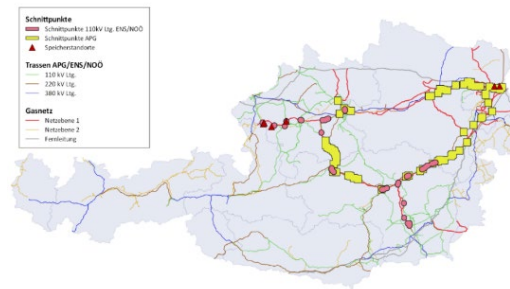 Schnittpunkte
Schnittpunkte 110kV Ltg. ENS/NOÖ
Schnittpunkte APG
Speicherstandorte
Trassen APG/ENS/NOÖ
110 kV Ltg.
220 kV Ltg.
380 kV Ltg.
Gasnetz
Netzebene 1
Netzebene 2
Fernleitung